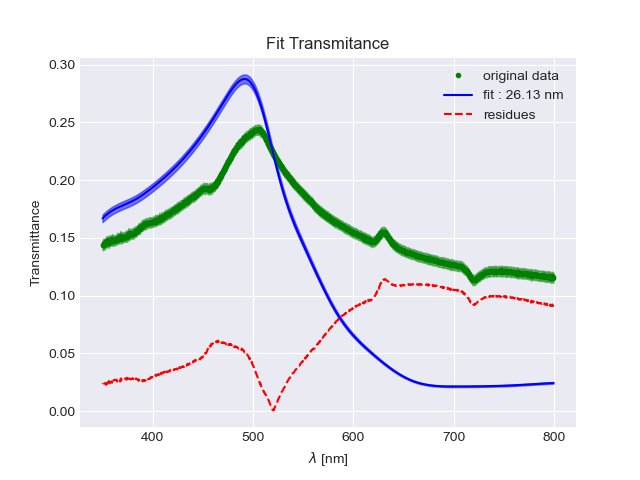 Fit Transmitance
0.30
0.25
0.20
0.15
0.10
0.05
0.00
Transmittance
original data
fit : 26.13 nm
residues
400 500 600 700 800
λ [nm]